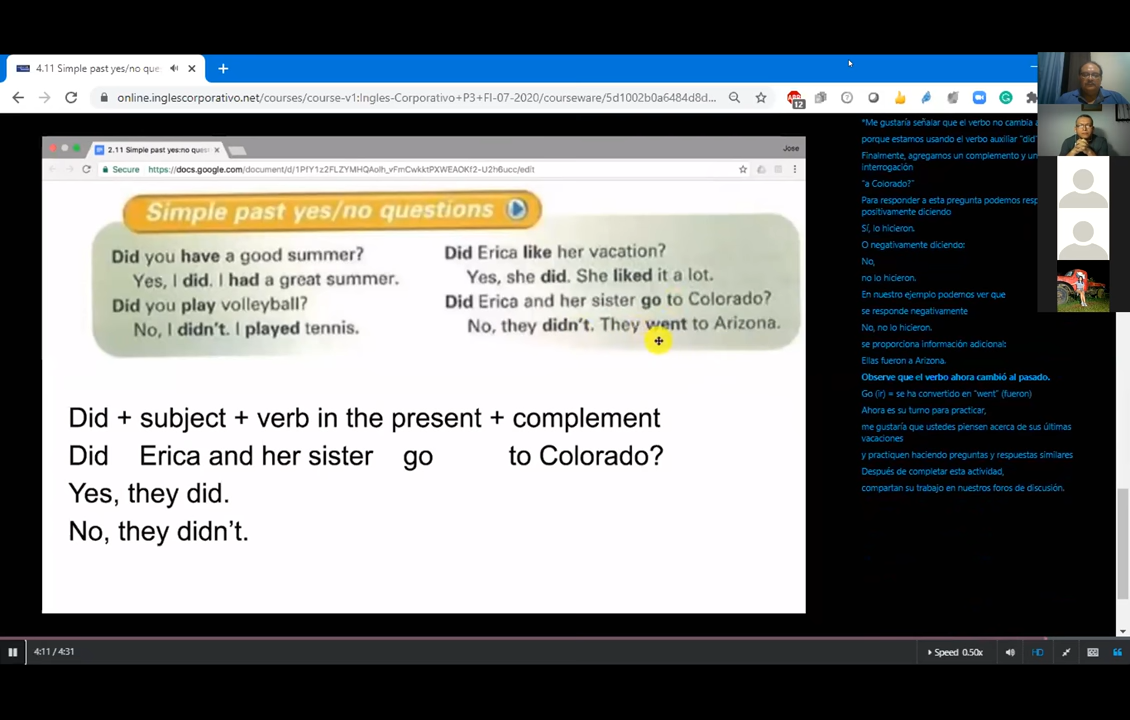 4.11 Simple past yes/no que
online.inglescorporativo.net/courses/course-v1:Ingles-Corporativo+P3+FI-07-2020/courseware/5d1002b0a6484d8d...
12
2.11 Simple past yes:no quest
Jose
Secure
https://docs.google.com/document/d/1PfY1z2FLZYMHQAolh_vFmCwkktPXWEAOKf2-U2h6ucc/edit
Simple past yes/no questions
Did you have a good summer?
Yes, I did. I had a great summer.
Did you play volleyball?
No, I didn't. I played tennis.
Did Erica like her vacation?
Yes, she did. She liked it a lot.
Did Erica and her sister go to Colorado?
No, they didn't. They went to Arizona.
Did + subject + verb in the present + complement
Did Erica and her sister go to Colorado?
Yes, they did.
No, they didn't.
*Me gustaría señalar que el verbo no cambía a
porque estamos usando el verbo auxiliar "did"
Finalmente, agregamos un complemento y un
interrogación
"a Colorado?"
Para responder a esta pregunta podemos resp
positivamente diciendo
Sí, lo hicieron.
O negativamente diciendo:
No,
no lo hicieron.
En nuestro ejemplo podemos ver que
se responde negativamente
No, no lo hicieron.
se proporciona información adicional:
Ellas fueron a Arizona.
Observe que el verbo ahora cambió al pasado.
Go (ir) = se ha convertido en "went" (fueron)
Ahora es su turno para practicar,
me gustaría que ustedes piensen acerca de sus últimas
vacaciones
y practiquen haciendo preguntas y respuestas similares
Después de completar esta actividad,
compartan su trabajo en nuestros foros de discusión.
4:11 / 4:31
Speed 0.50x
HD